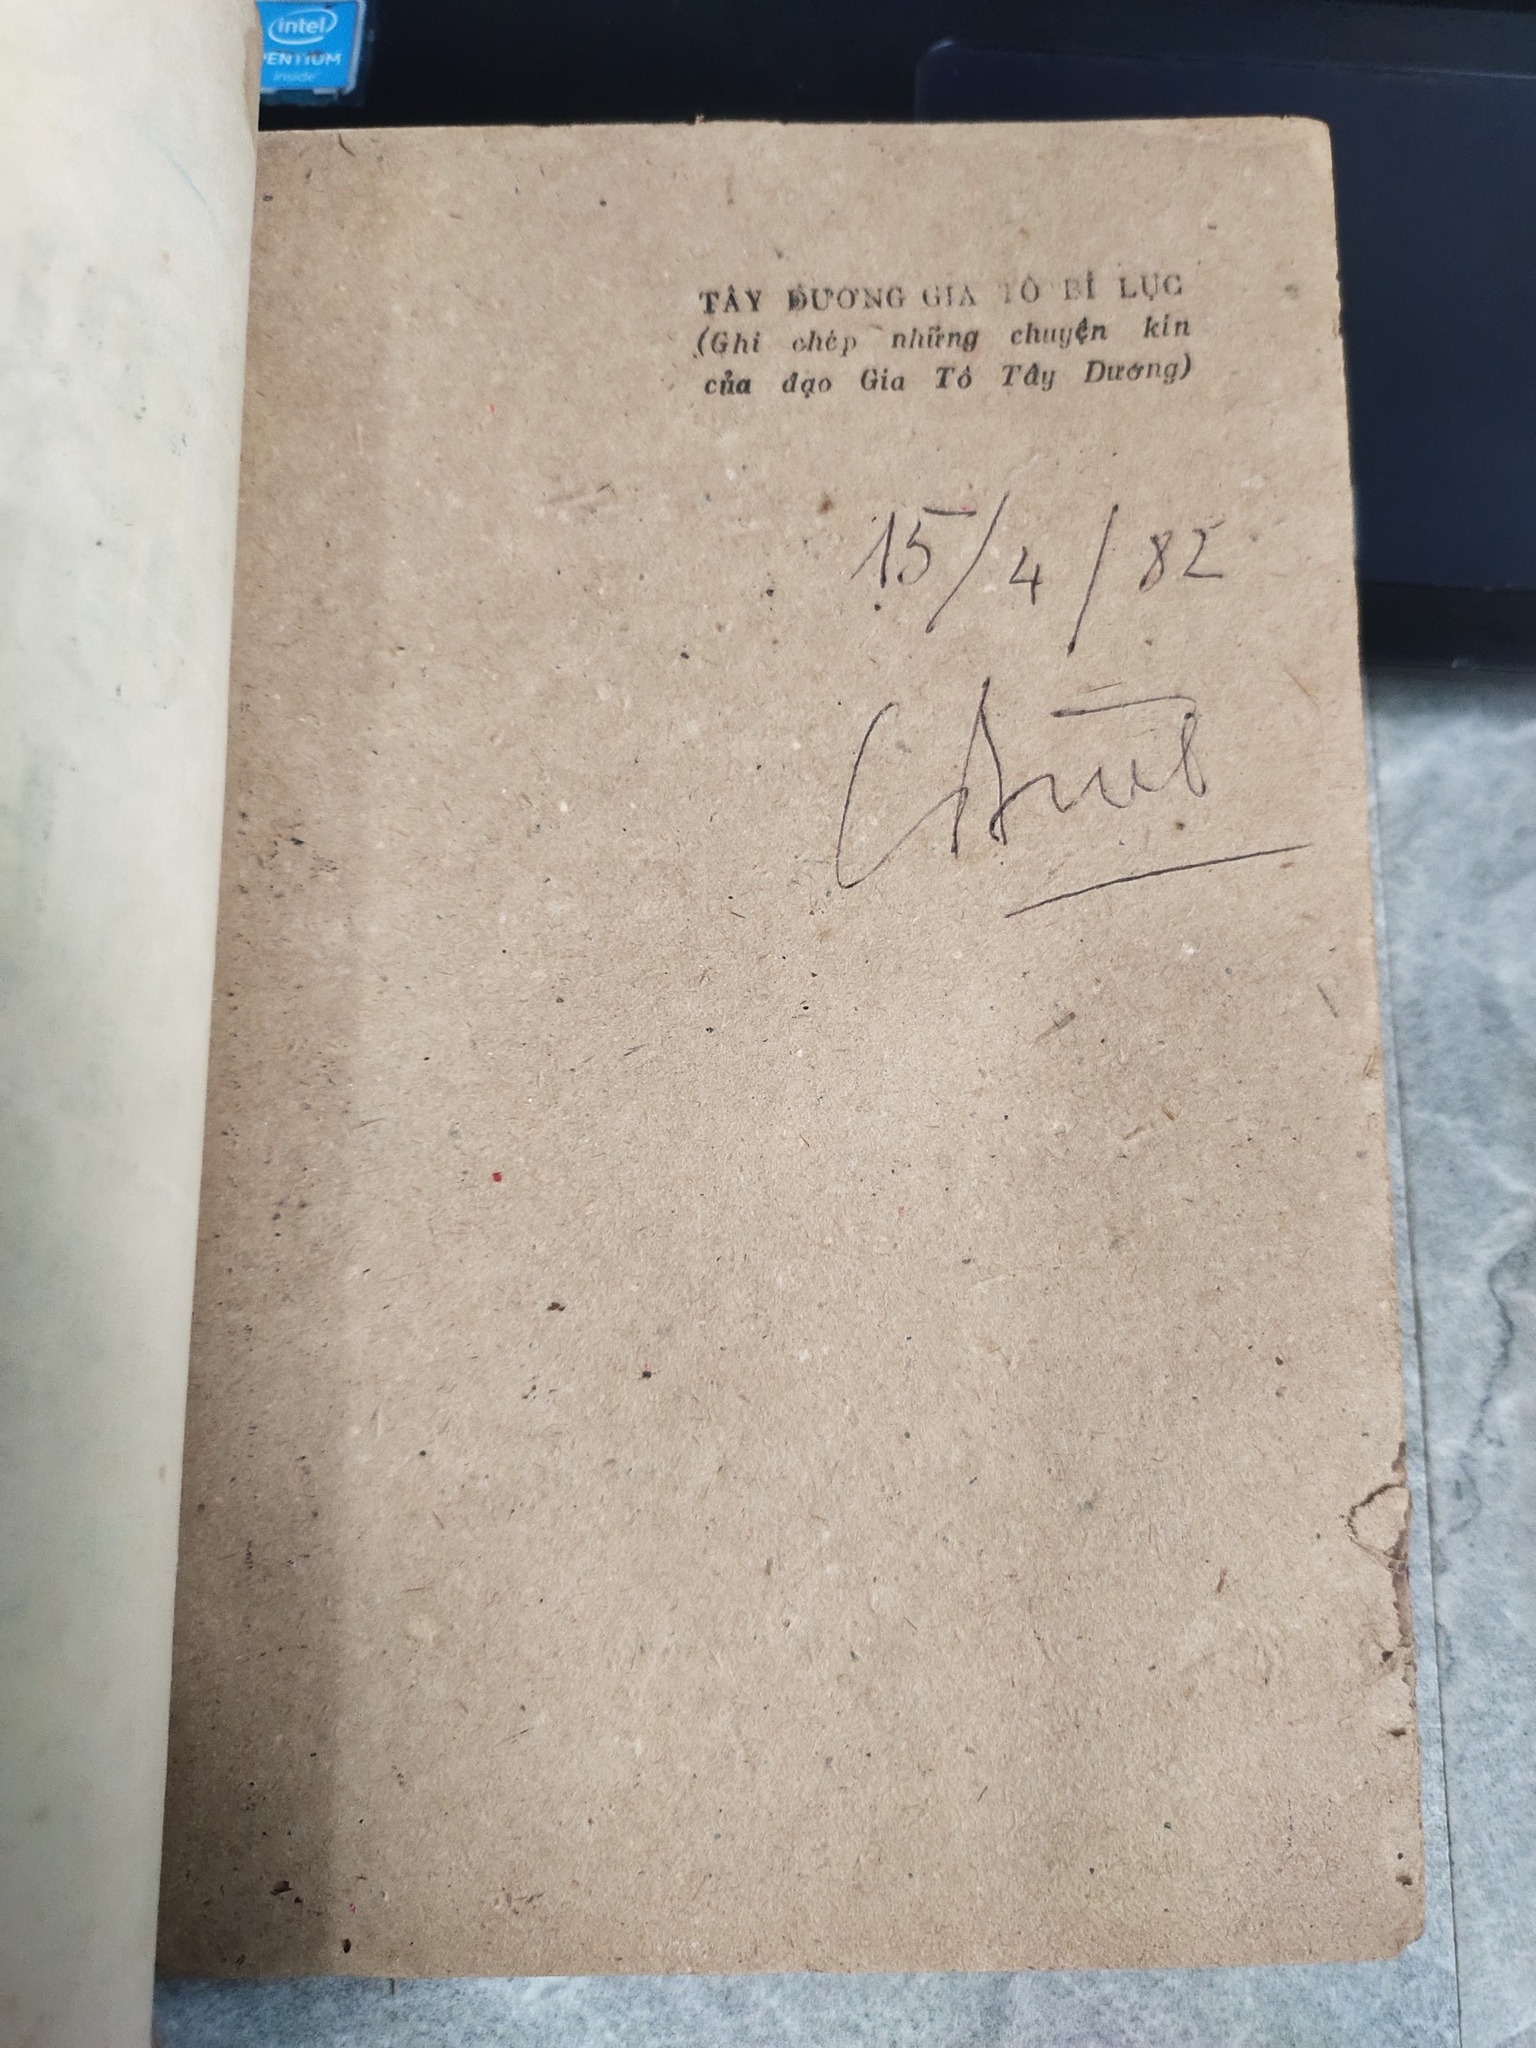 intel
PENTIUM
inside
TÂY DƯƠNG GIA TÔ BÍ LỤC
(Ghi chép những chuyện kín
của đạo Gia Tô Tây Dương)
15/4/82